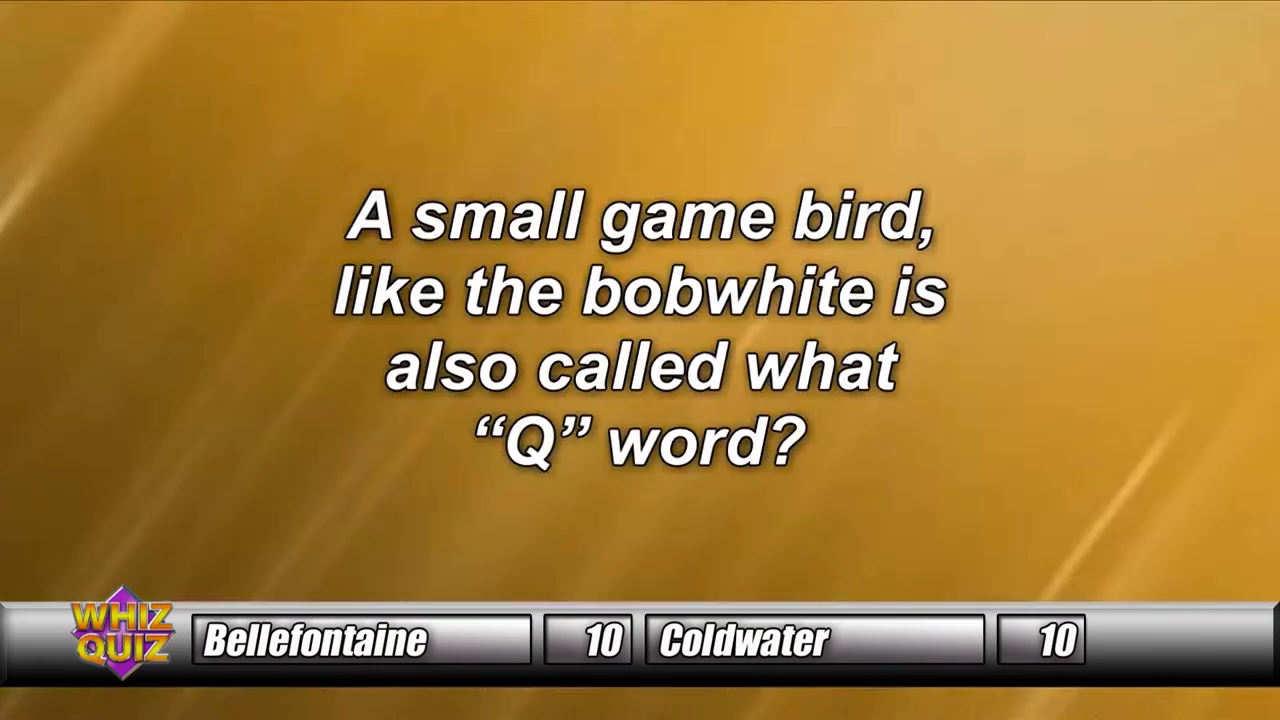 A small game bird,
like the bobwhite is
also called what
“Q” word?
WHIZ
QUIZ
Bellefontaine 10 Coldwater 10